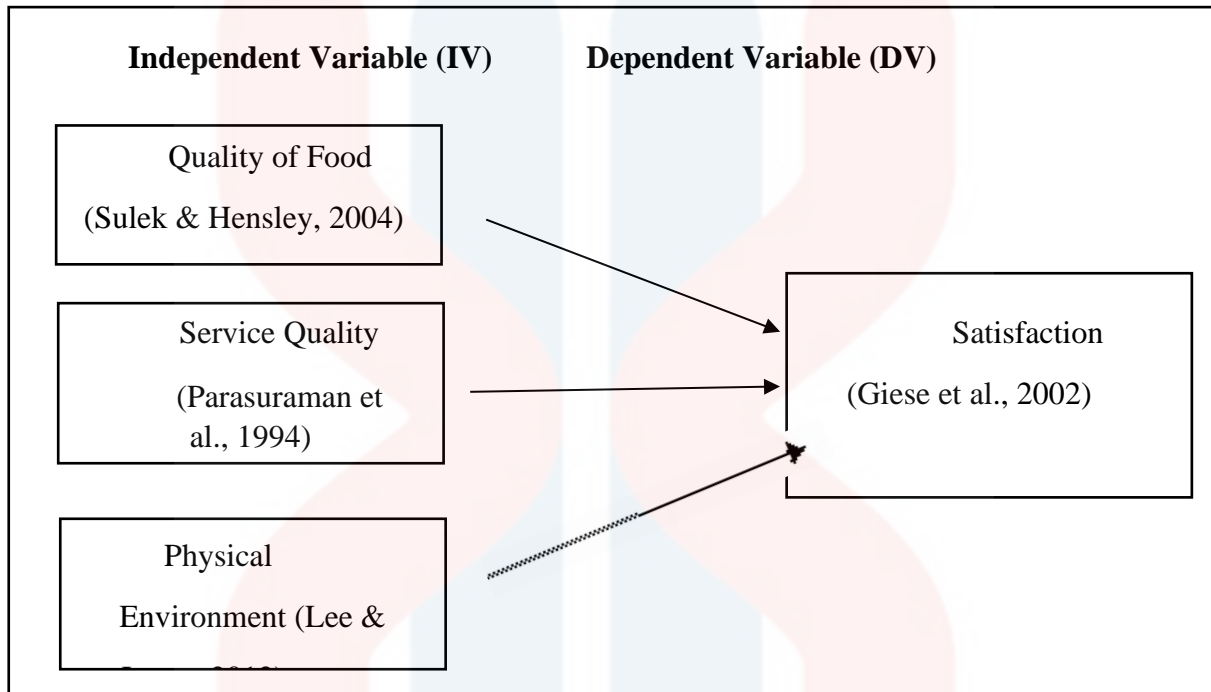 Independent Variable (IV)
Dependent Variable (DV)
Quality of Food
(Sulek & Hensley, 2004)
Service Quality
(Parasuraman et
al., 1994)
Physical
Environment (Lee &
Satisfaction
(Giese et al., 2002)